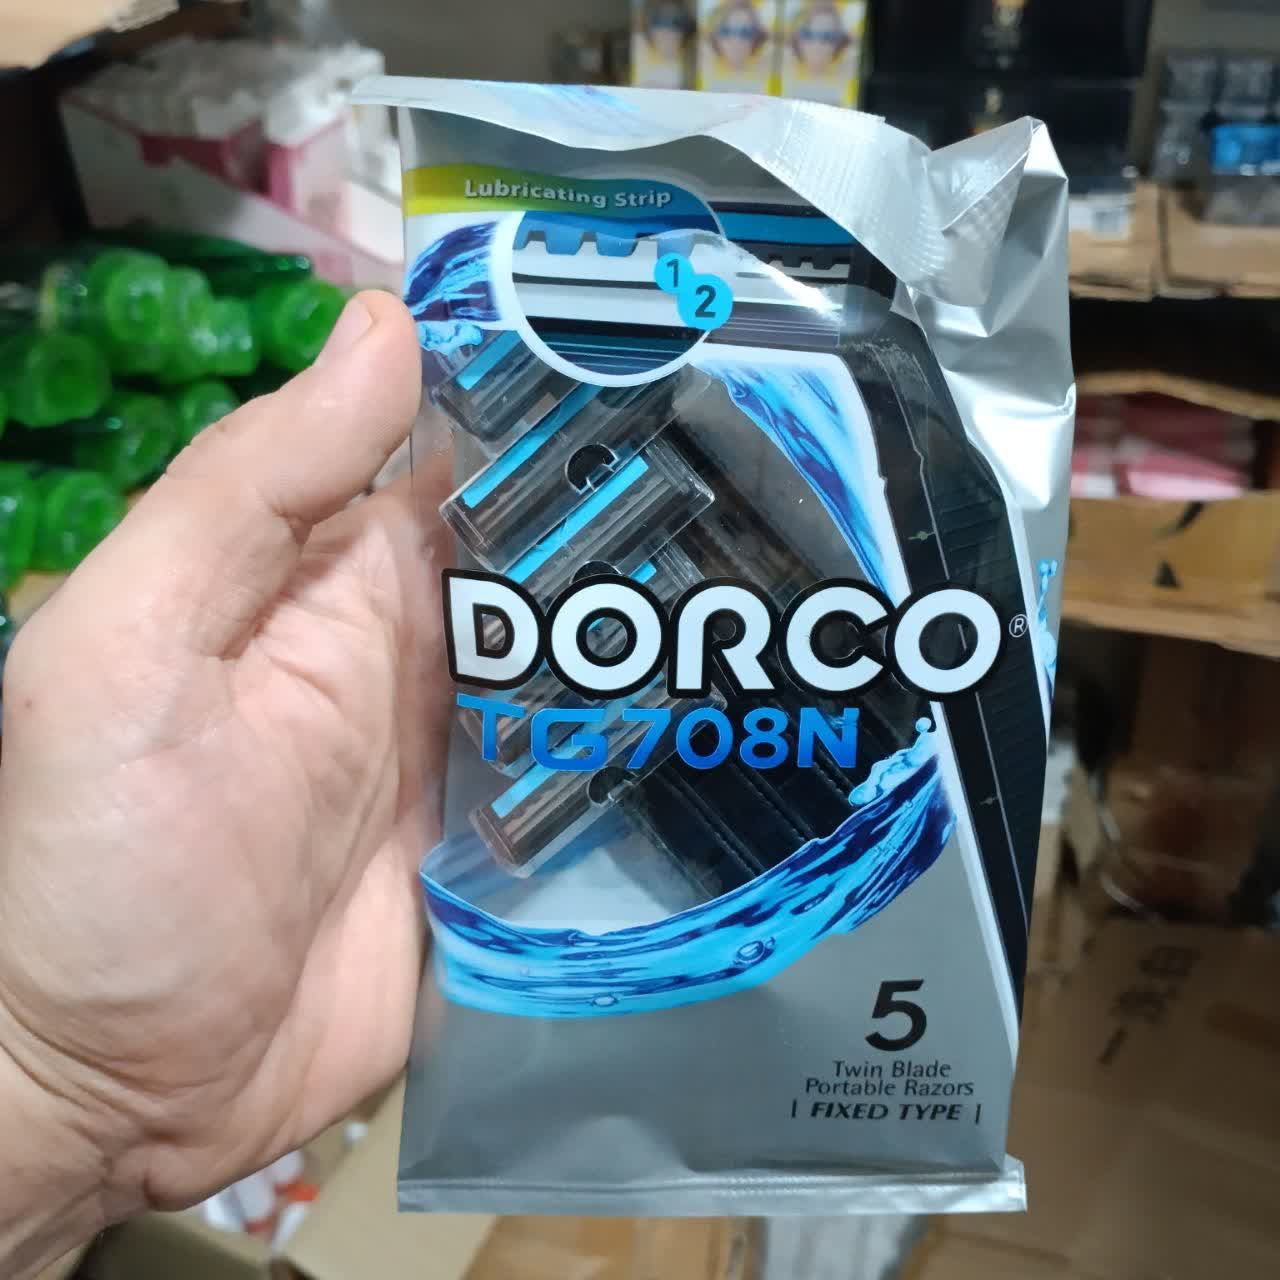 Lubricating Strip
1
2
DORCO®
TG708N
5
Twin Blade
Portable Razors
| FIXED TYPE |